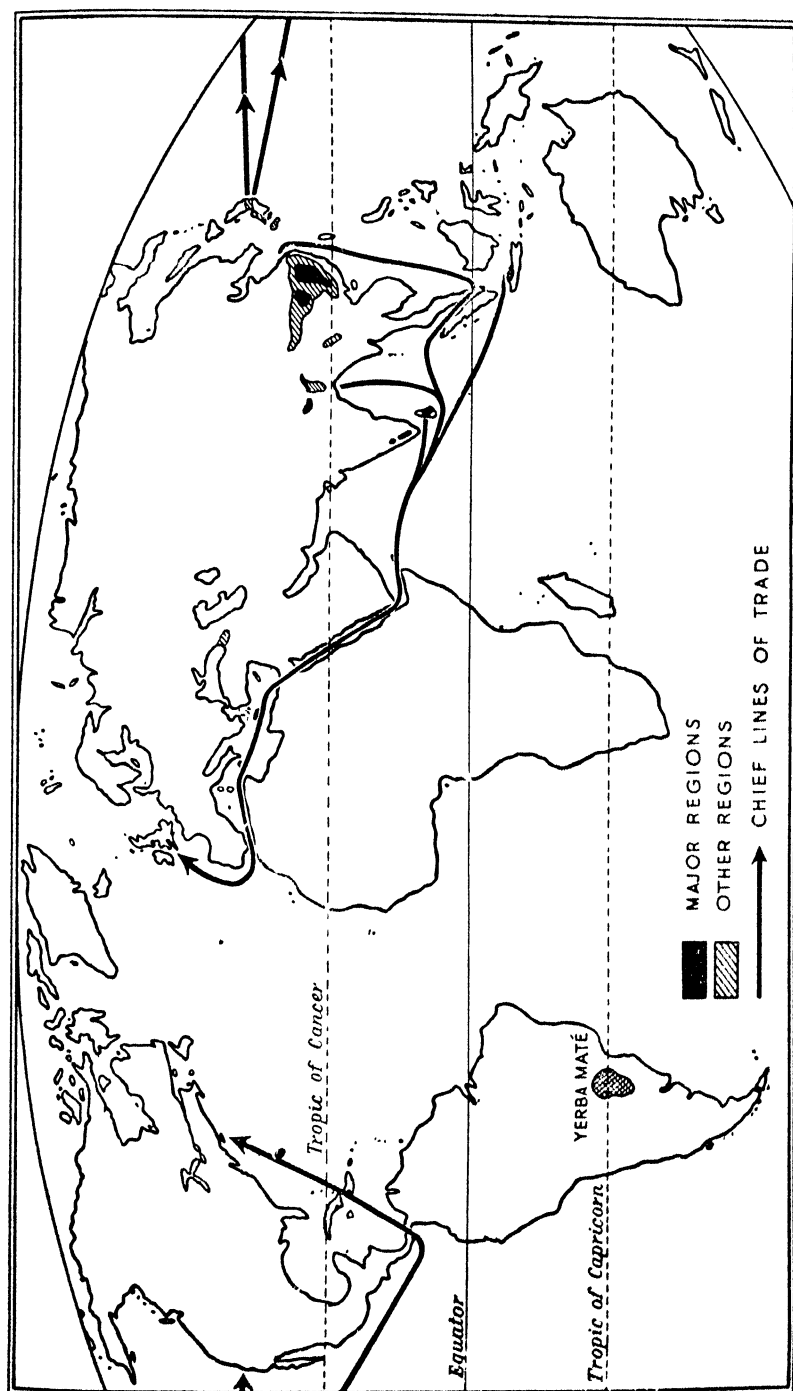 Tropic of Cancer
Equator
YERBA MATÉ
Tropic of Capricorn
MAJOR REGIONS
OTHER REGIONS
CHIEF LINES OF TRADE